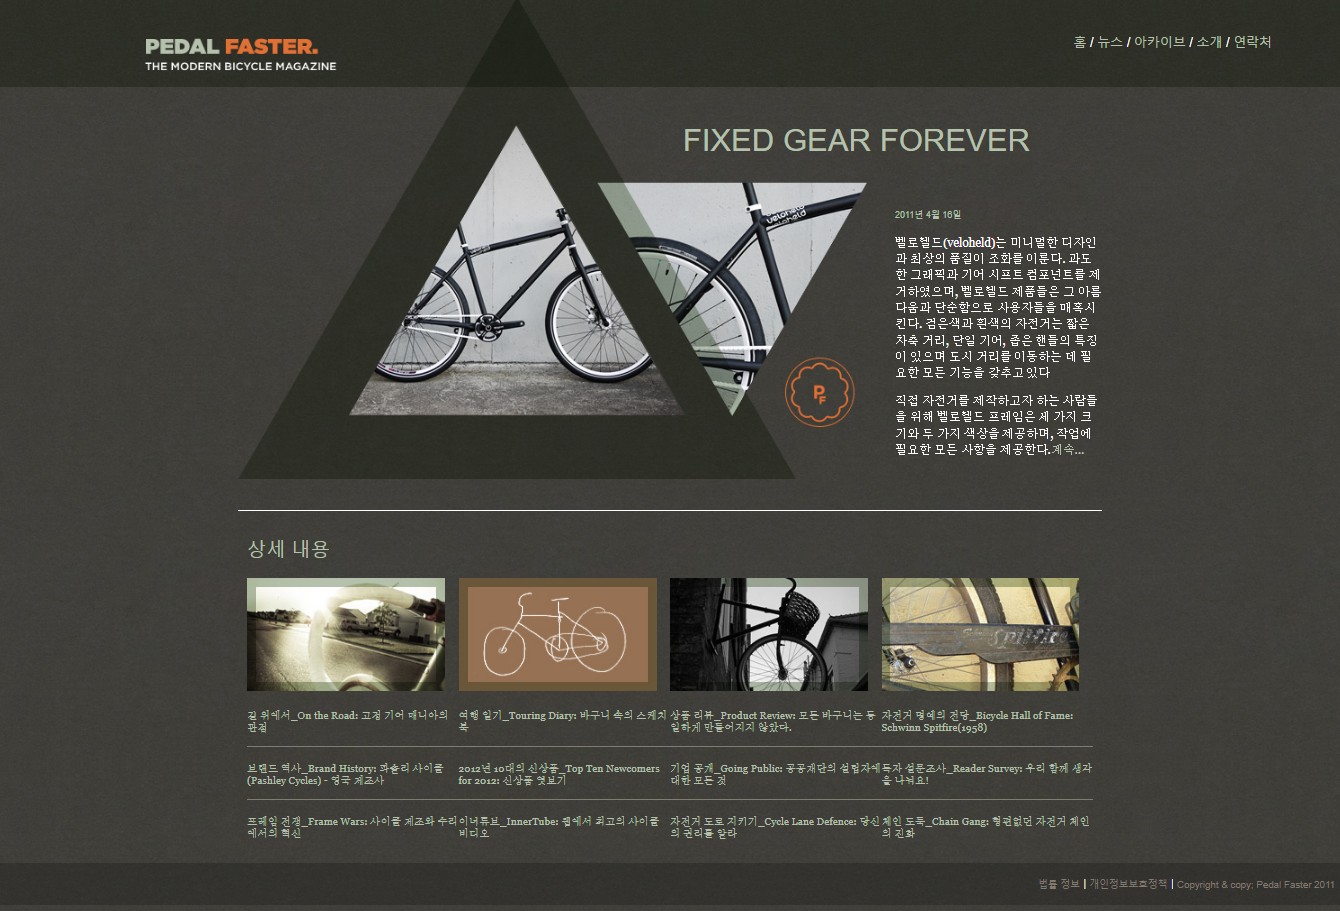 PEDAL FASTER.
THE MODERN BICYCLE MAGAZINE
홈 / 뉴스 / 아카이브 / 소개 / 연락처
FIXED GEAR FOREVER
veloheld
2011년 4월 16일
벨로헬드(veloheld)는 미니멀한 디자인
과 최상의 품질이 조화를 이룬다. 과도
한 그래픽과 기어 시프트 컴포넌트를 제
거하였으며, 벨로헬드 제품들은 그 아름
다움과 단순함으로 사용자들을 매혹시
킨다. 검은색과 흰색의 자전거는 짧은
차축 거리, 단일 기어, 좁은 핸들의 특징
이 있으며 도시 거리를 이동하는 데 필
요한 모든 기능을 갖추고 있다
직접 자전거를 제작하고자 하는 사람들
을 위해 벨로헬드 프레임은 세 가지 크
기와 두 가지 색상을 제공하며, 작업에
필요한 모든 사항을 제공한다.계속...
PF
상세 내용
Spitfire
길 위에서_On the Road: 고정 기어 매니아의
관점
여행 일기_Touring Diary: 바구니 속의 스케치
북
상품 리뷰_Product Review: 모든 바구니는 동
일하게 만들어지지 않았다.
자전거 명예의 전당_Bicycle Hall of Fame:
Schwinn Spitfire(1958)
브랜드 역사_Brand History: 파슐리 사이클
(Pashley Cycles) - 영국 제조사
2012년 10대의 신상품_Top Ten Newcomers
for 2012: 신상품 엿보기
기업 공개_Going Public: 공공재단의 설립자에
대한 모든 것
독자 설문조사_Reader Survey: 우리 함께 생각
을 나눠요!
프레임 전쟁_Frame Wars: 사이클 제조와 수리
에서의 혁신
이너튜브_InnerTube: 웹에서 최고의 사이클
비디오
자전거 도로 지키기_Cycle Lane Defence: 당신
의 권리를 알라
체인 도둑_Chain Gang: 형편없던 자전거 체인
의 진화
법률 정보 | 개인정보보호정책 | Copyright & copy; Pedal Faster 2011